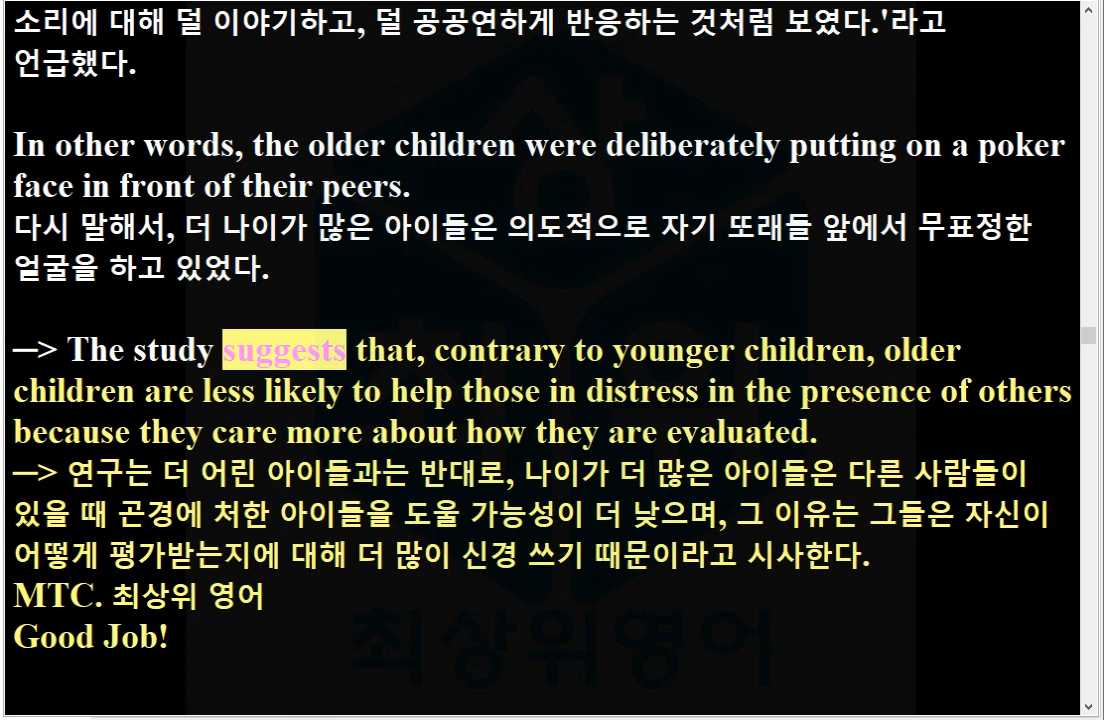 소리에 대해 덜 이야기하고, 덜 공공연하게 반응하는 것처럼 보였다.'라고
언급했다.
In other words, the older children were deliberately putting on a poker
face in front of their peers.
다시 말해서, 더 나이가 많은 아이들은 의도적으로 자기 또래들 앞에서 무표정한
얼굴을 하고 있었다.
─> The study suggests that, contrary to younger children, older
children are less likely to help those in distress in the presence of others
because they care more about how they are evaluated.
─> 연구는 더 어린 아이들과는 반대로, 나이가 더 많은 아이들은 다른 사람들이
있을 때 곤경에 처한 아이들을 도울 가능성이 더 낮으며, 그 이유는 그들은 자신이
어떻게 평가받는지에 대해 더 많이 신경 쓰기 때문이라고 시사한다.
MTC. 최상위 영어
Good Job!
최상위영어